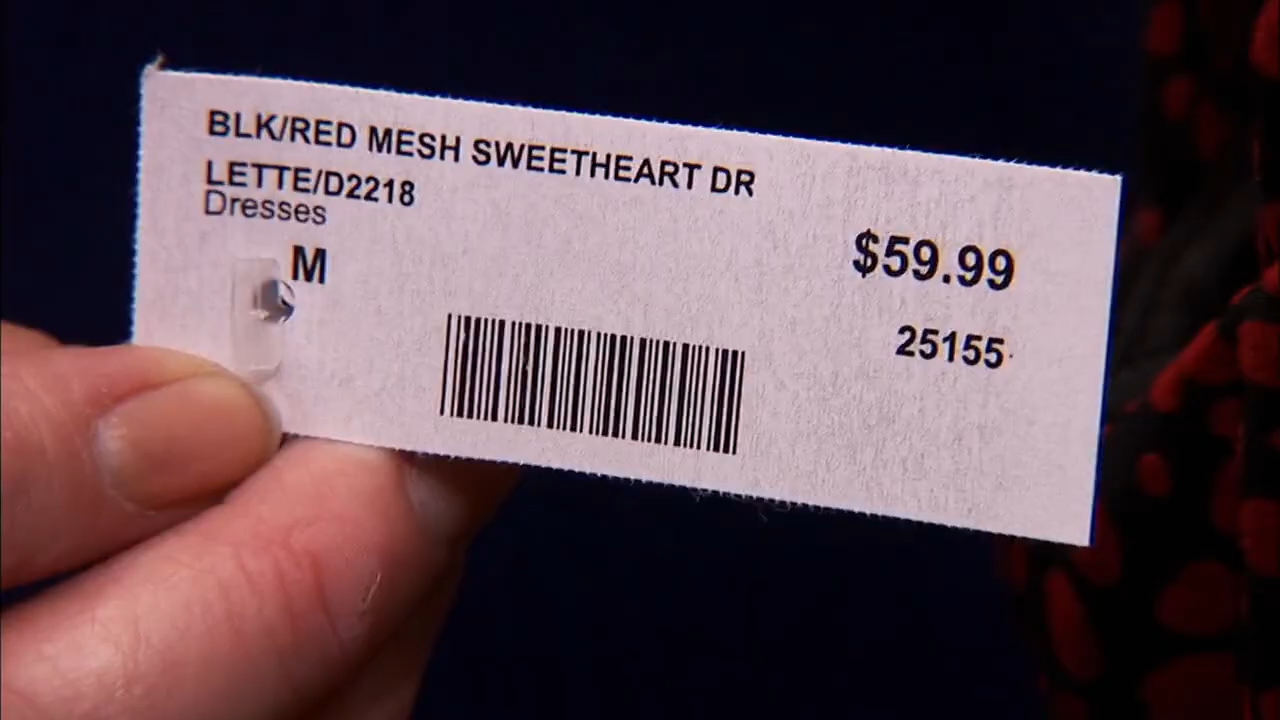 BLK/RED MESH SWEETHEART DR
LETTE/D2218
Dresses
M
$59.99
25155